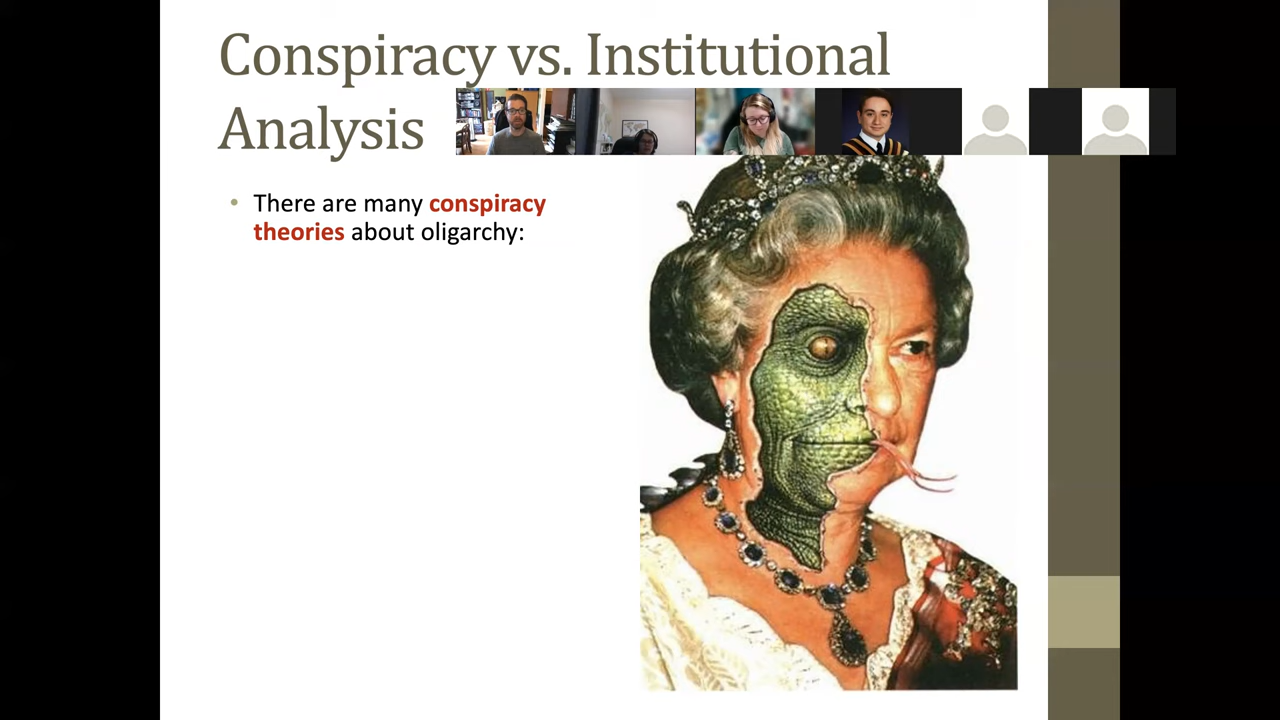 Conspiracy vs. Institutional
Analysis
• There are many conspiracy
theories about oligarchy: